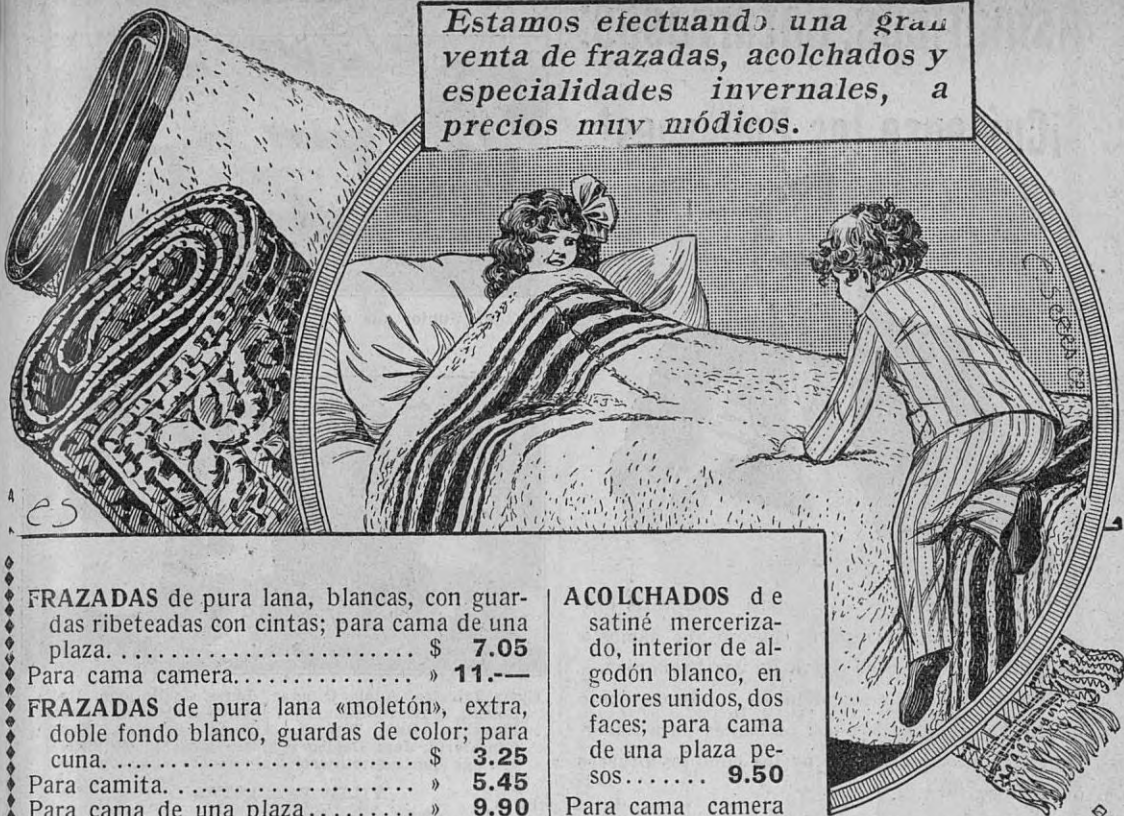 Estamos efectuando una gran
venta de frazadas, acolchados y
especialidades invernales, a
precios muy módicos.
FRAZADAS de pura lana, blancas, con guar-
das ribeteadas con cintas; para cama de una
plaza........................ $ 7.05
Para cama camera................ » 11.-—
FRAZADAS de pura lana «moletón», extra,
doble fondo blanco, guardas de color; para
cuna. ........................ $ 3.25
Para camita. .................... » 5.45
Para cama de una plaza......... » 9.90
ACOLCHADOS de
satiné merceriza-
do, interior de al-
godón blanco, en
colores unidos, dos
faces; para cama
de una plaza pe-
sos....... 9.50
Para cama camera